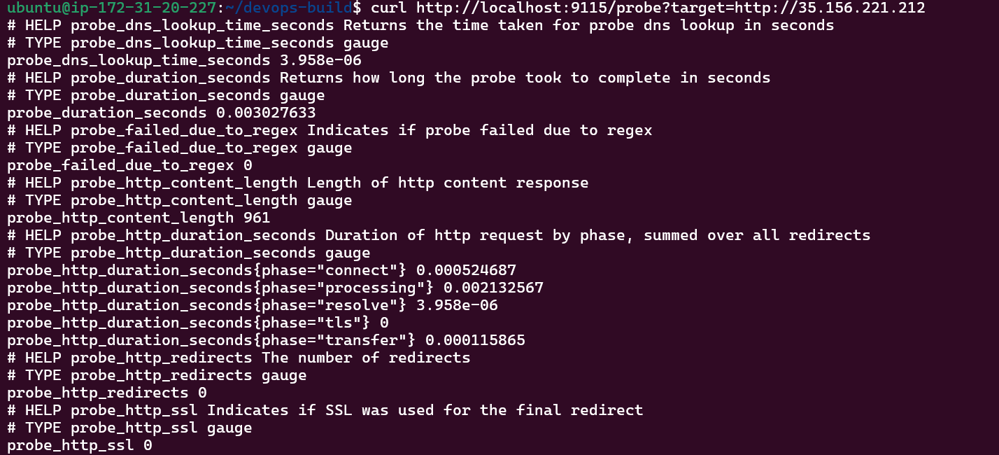 ubuntu@ip-172-31-20-227:~/devops-build$ curl http://localhost:9115/probe?target=http://35.156.221.212
# HELP probe_dns_lookup_time_seconds Returns the time taken for probe dns lookup in seconds
# TYPE probe_dns_lookup_time_seconds gauge
probe_dns_lookup_time_seconds 3.958e-06
# HELP probe_duration_seconds Returns how long the probe took to complete in seconds
# TYPE probe_duration_seconds gauge
probe_duration_seconds 0.003027633
# HELP probe_failed_due_to_regex Indicates if probe failed due to regex
# TYPE probe_failed_due_to_regex gauge
probe_failed_due_to_regex 0
# HELP probe_http_content_length Length of http content response
# TYPE probe_http_content_length gauge
probe_http_content_length 961
# HELP probe_http_duration_seconds Duration of http request by phase, summed over all redirects
# TYPE probe_http_duration_seconds gauge
probe_http_duration_seconds{phase="connect"} 0.000524687
probe_http_duration_seconds{phase="processing"} 0.002132567
probe_http_duration_seconds{phase="resolve"} 3.958e-06
probe_http_duration_seconds{phase="tls"} 0
probe_http_duration_seconds{phase="transfer"} 0.000115865
# HELP probe_http_redirects The number of redirects
# TYPE probe_http_redirects gauge
probe_http_redirects 0
# HELP probe_http_ssl Indicates if SSL was used for the final redirect
# TYPE probe_http_ssl gauge
probe_http_ssl 0